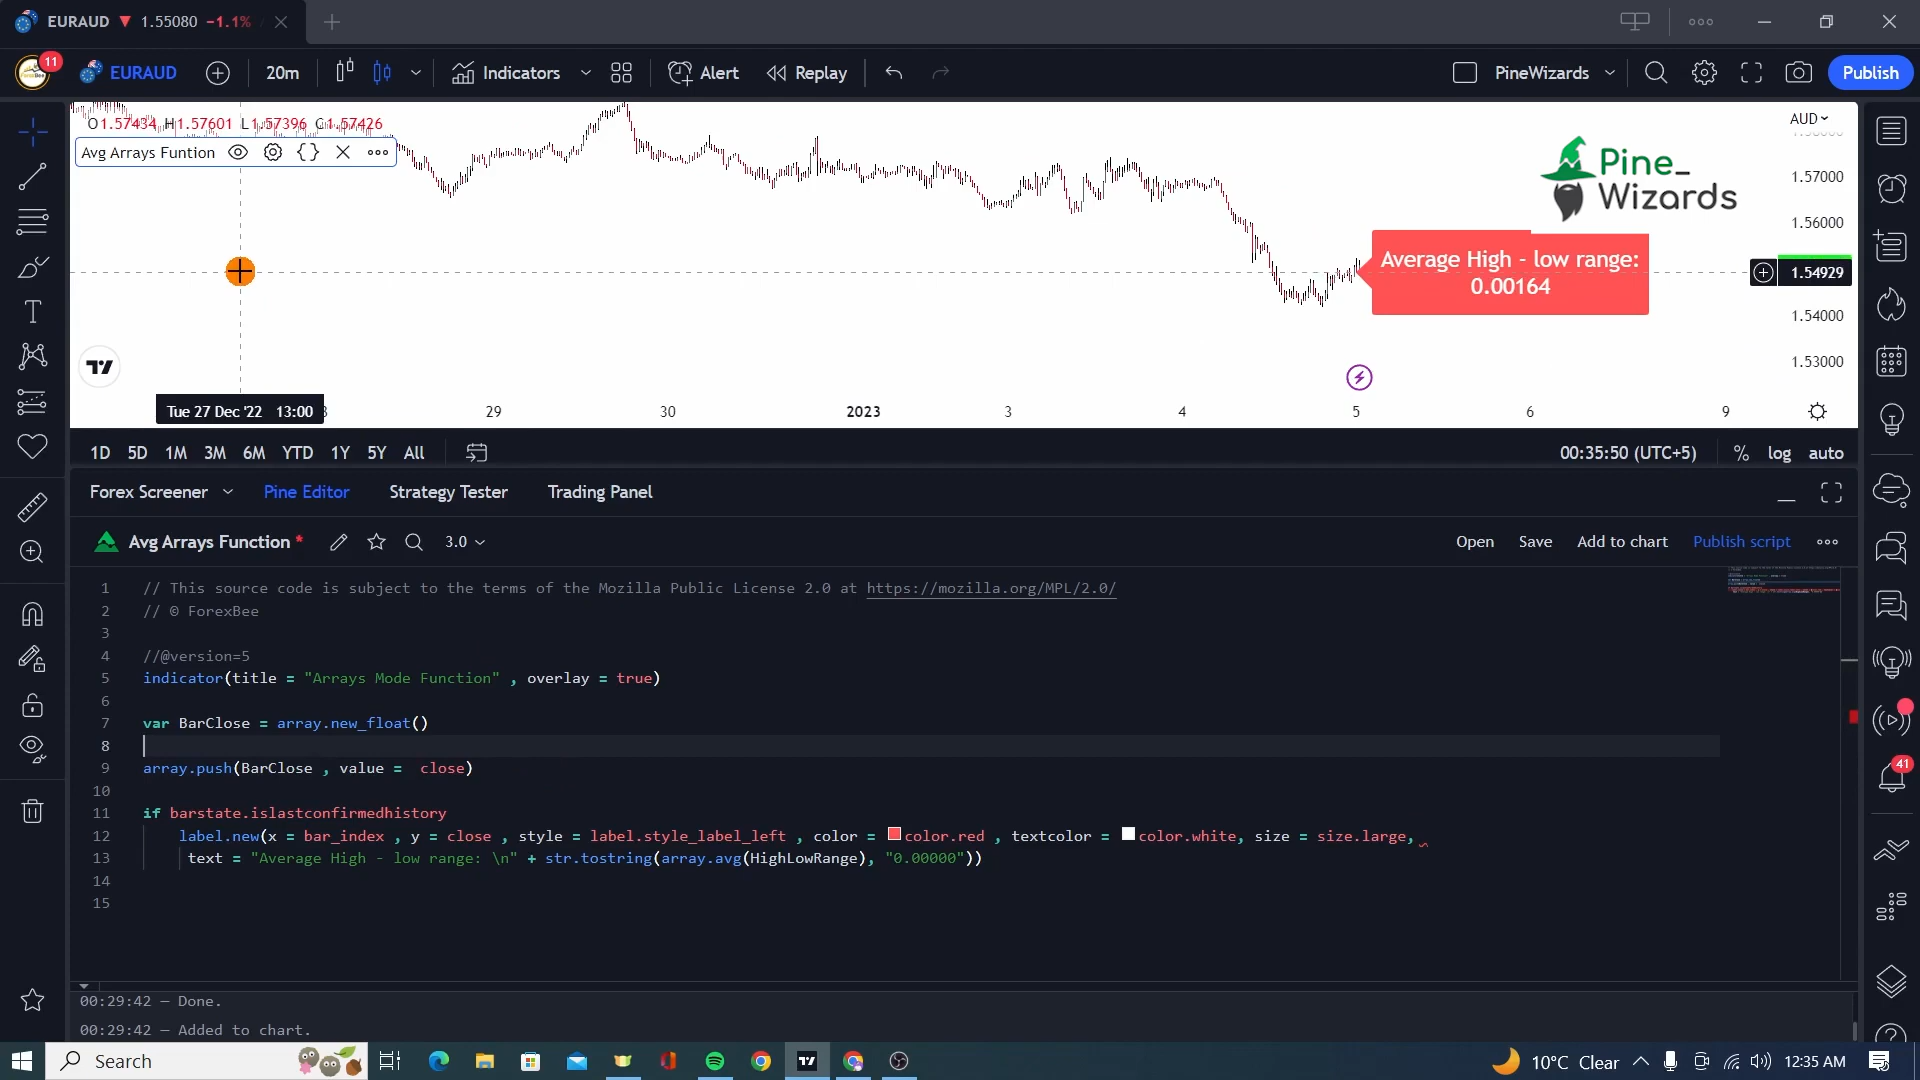 EURAUD ▼ 1.55080 −1.1%
11
EURAUD 20m Indicators Alert Replay PineWizards Publish
O1.57434 H1.57601 L1.57396 C1.57426
Avg Arrays Funtion
AUD
1.57000
1.56000
1.54929
1.54000
1.53000
Pine_
Wizards
Average High - low range:
0.00164
Tue 27 Dec '22 13:00
29 30 2023 3 4 5 6 9
1D 5D 1M 3M 6M YTD 1Y 5Y All
00:35:50 (UTC+5) % log auto
Forex Screener Pine Editor Strategy Tester Trading Panel
Avg Arrays Function * 3.0
Open Save Add to chart Publish script
1 // This source code is subject to the terms of the Mozilla Public License 2.0 at https://mozilla.org/MPL/2.0/
2 // © ForexBee
3
4 //@version=5
5 indicator(title = "Arrays Mode Function" , overlay = true)
6
7 var BarClose = array.new_float()
8
9 array.push(BarClose , value = close)
10
11 if barstate.islastconfirmedhistory
12 label.new(x = bar_index , y = close , style = label.style_label_left , color = color.red , textcolor = color.white, size = size.large,
13 text = "Average High - low range: \n" + str.tostring(array.avg(HighLowRange), "0.00000"))
14
15
00:29:42 — Done.
00:29:42 — Added to chart.
41
Search
10°C Clear
12:35 AM